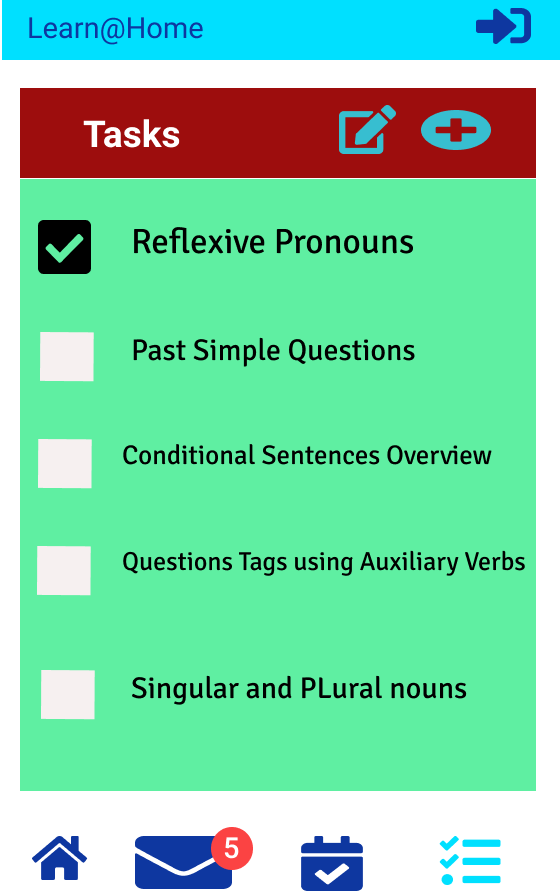 Learn@Home
Tasks
Reflexive Pronouns
Past Simple Questions
Conditional Sentences Overview
Questions Tags using Auxiliary Verbs
Singular and PLural nouns
5